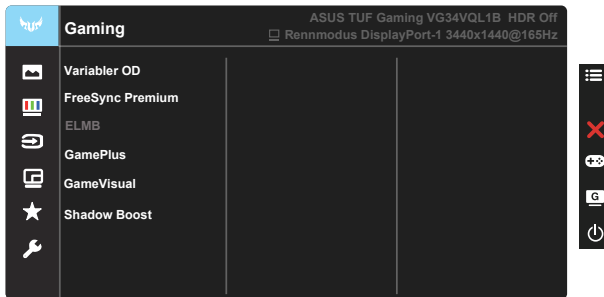 Gaming
ASUS TUF Gaming VG34VQL1B HDR Off
Rennmodus DisplayPort-1 3440x1440@165Hz
Variabler OD
FreeSync Premium
ELMB
GamePlus
GameVisual
Shadow Boost
G